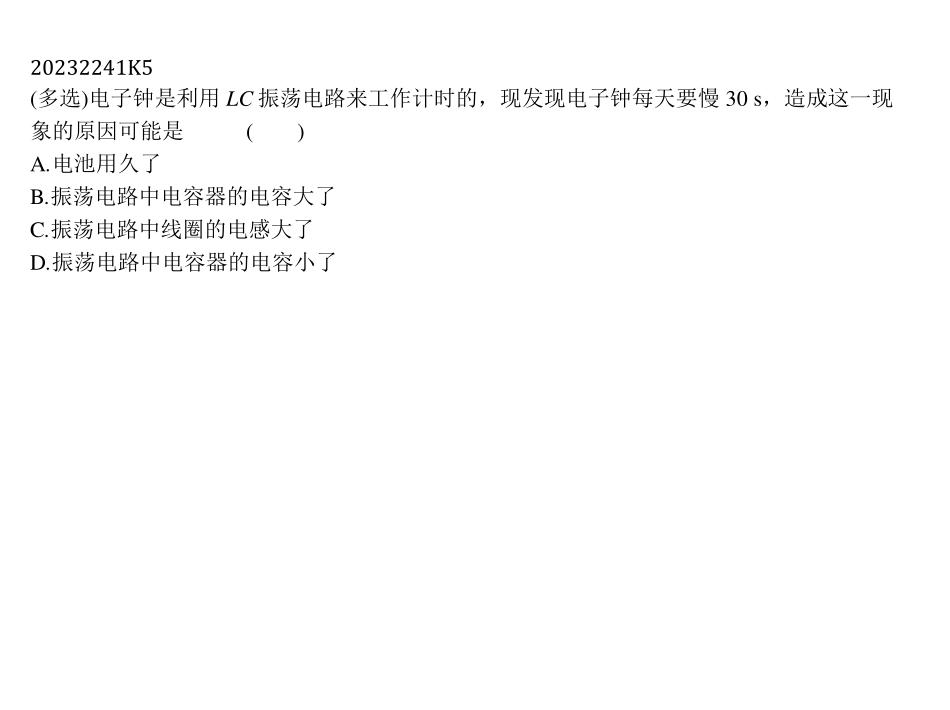 20232241K5
(多选)电子钟是利用 LC 振荡电路来工作计时的，现发现电子钟每天要慢 30 s，造成这一现
象的原因可能是　　　(　　)
A.电池用久了
B.振荡电路中电容器的电容大了
C.振荡电路中线圈的电感大了
D.振荡电路中电容器的电容小了